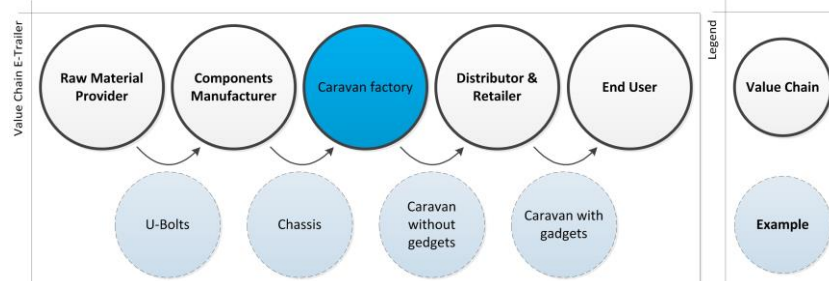 Value Chain E-Trailer
Raw Material
Provider
Components
Manufacturer
Caravan factory
Distributor &
Retailer
End User
U-Bolts
Chassis
Caravan
without
gedgets
Caravan with
gadgets
Legend
Value Chain
Example